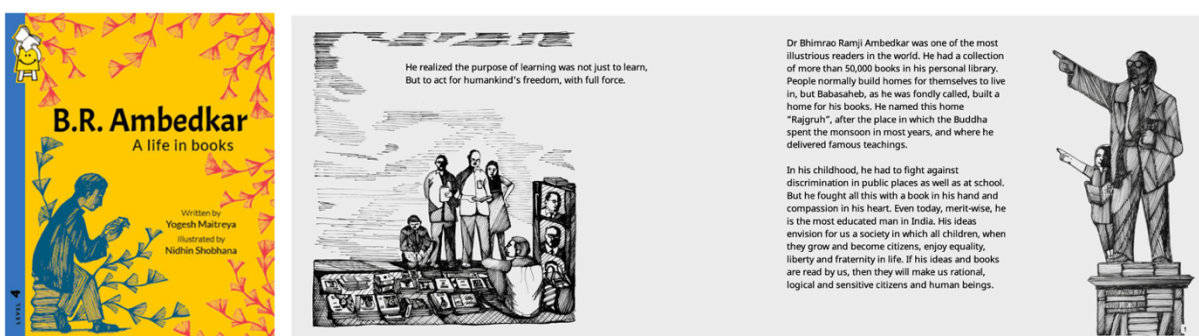 B.R. Ambedkar
A life in books
Written by
Yogesh Maitreya
Illustrated by
Nidhin Shobhana
LEVEL 4
He realized the purpose of learning was not just to learn,
But to act for humankind's freedom, with full force.
Dr Bhimrao Ramji Ambedkar was one of the most
illustrious readers in the world. He had a collection
of more than 50,000 books in his personal library.
People normally build homes for themselves to live
in, but Babasaheb, as he was fondly called, built a
home for his books. He named this home
"Rajgruh", after the place in which the Buddha
spent the monsoon in most years, and where he
delivered famous teachings.
In his childhood, he had to fight against
discrimination in public places as well as at school.
But he fought all this with a book in his hand and
compassion in his heart. Even today, merit-wise, he
is the most educated man in India. His ideas
envision for us a society in which all children, when
they grow and become citizens, enjoy equality,
liberty and fraternity in life. If his ideas and books
are read by us, then they will make us rational,
logical and sensitive citizens and human beings.